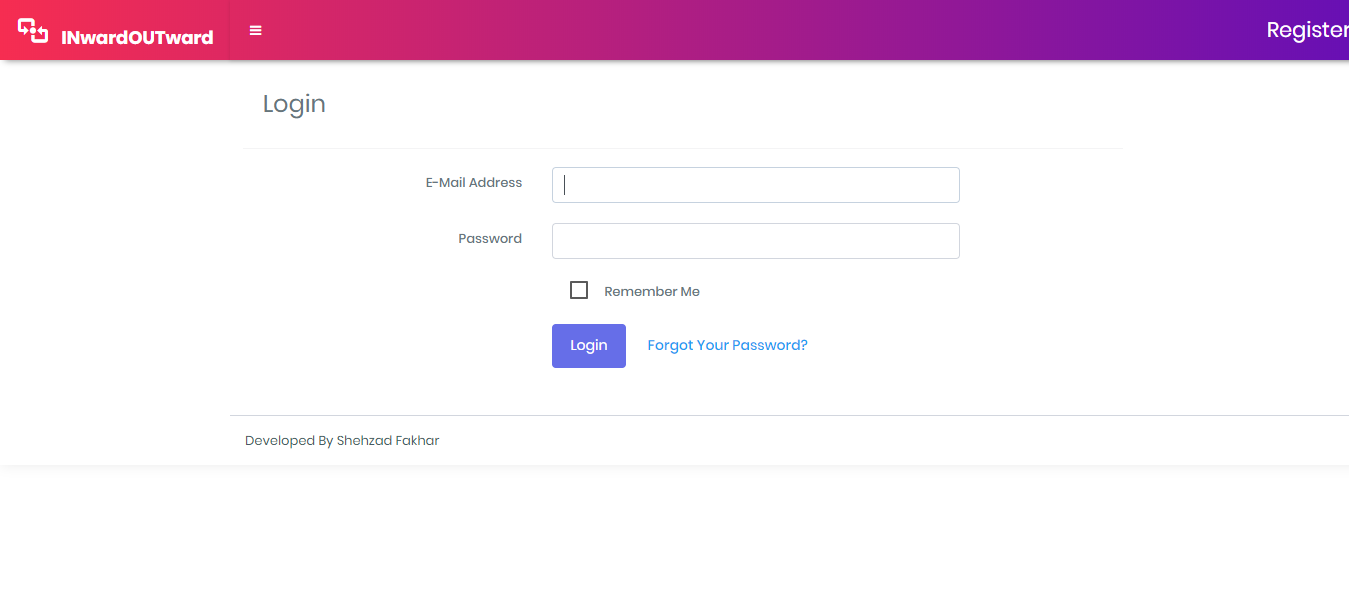 INwardOUTward
Register
Login
E-Mail Address
Password
Remember Me
Login Forgot Your Password?
Developed By Shehzad Fakhar